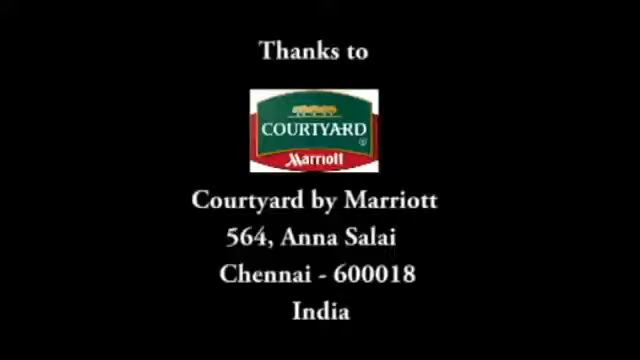 Thanks to
COURTYARD
Marriott
Courtyard by Marriott
564, Anna Salai
Chennai - 600018
India